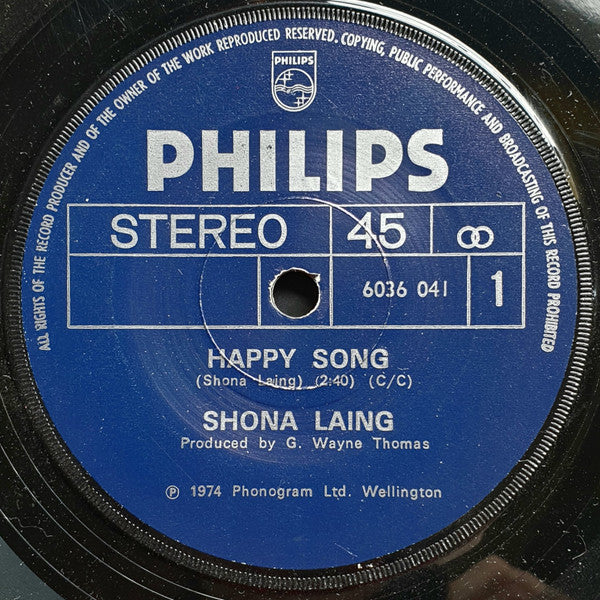 ALL RIGHTS OF THE RECORD PRODUCER AND OF THE OWNER OF THE WORK REPRODUCED RESERVED. COPYING, PUBLIC PERFORMANCE AND BROADCASTING OF THIS RECORD PROHIBITED
PHILIPS
PHILIPS
STEREO 45
6036 041 1
HAPPY SONG
(Shona Laing) (2:40) (C/C)
SHONA LAING
Produced by G. Wayne Thomas
℗ 1974 Phonogram Ltd. Wellington